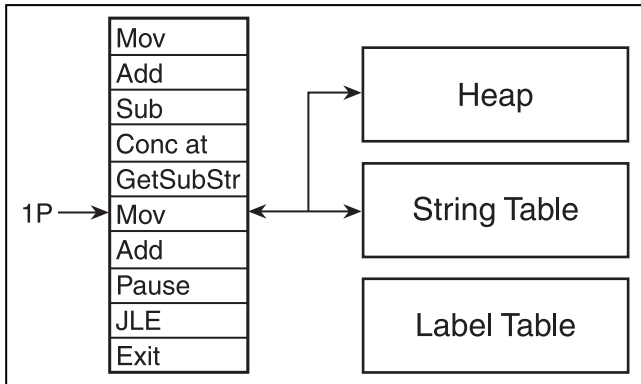 Mov
Add
Sub
Conc at
GetSubStr
1P
Mov
Add
Pause
JLE
Exit
Heap
String Table
Label Table